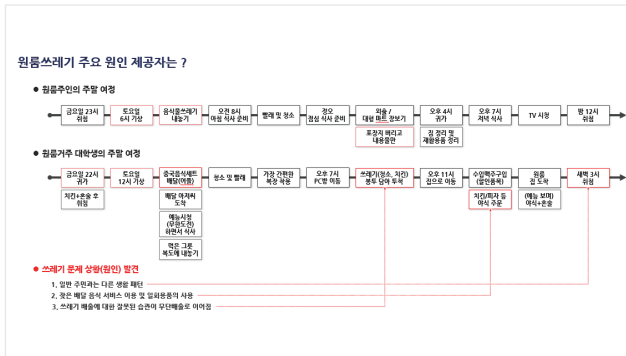 원룸쓰레기 주요 원인 제공자는 ?
● 원룸주인의 주말 여정
금요일 23시
취침
토요일
6시 기상
음식물쓰레기
내놓기
오전 8시
아침 식사 준비
빨래 및 청소
정오
점심 식사 준비
외출 /
대형 마트 장보기
포장지 버리고
내용물만
오후 4시
귀가
짐 정리 및
재활용품 정리
오후 7시
저녁 식사
TV 시청
밤 12시
취침
● 원룸거주 대학생의 주말 여정
금요일 22시
귀가
치킨+혼술 후
취침
토요일
12시 기상
중국음식세트
배달(어플)
배달 아저씨
도착
예능시청
(무한도전)
하면서 식사
먹은 그릇
복도에 내놓기
청소 및 빨래
가장 간편한
복장 착용
오후 7시
PC방 이동
쓰레기(청소, 치킨)
봉투 담아 투척
오후 11시
집으로 이동
수입맥주구입
(할인품목)
치킨/피자 등
야식 주문
원룸
집 도착
(예능 보며)
야식+혼술
새벽 3시
취침
● 쓰레기 문제 상황(원인) 발견
1. 일반 주민과는 다른 생활 패턴
2. 잦은 배달 음식 서비스 이용 및 일회용품의 사용
3. 쓰레기 배출에 대한 잘못된 습관이 무단배출로 이어짐